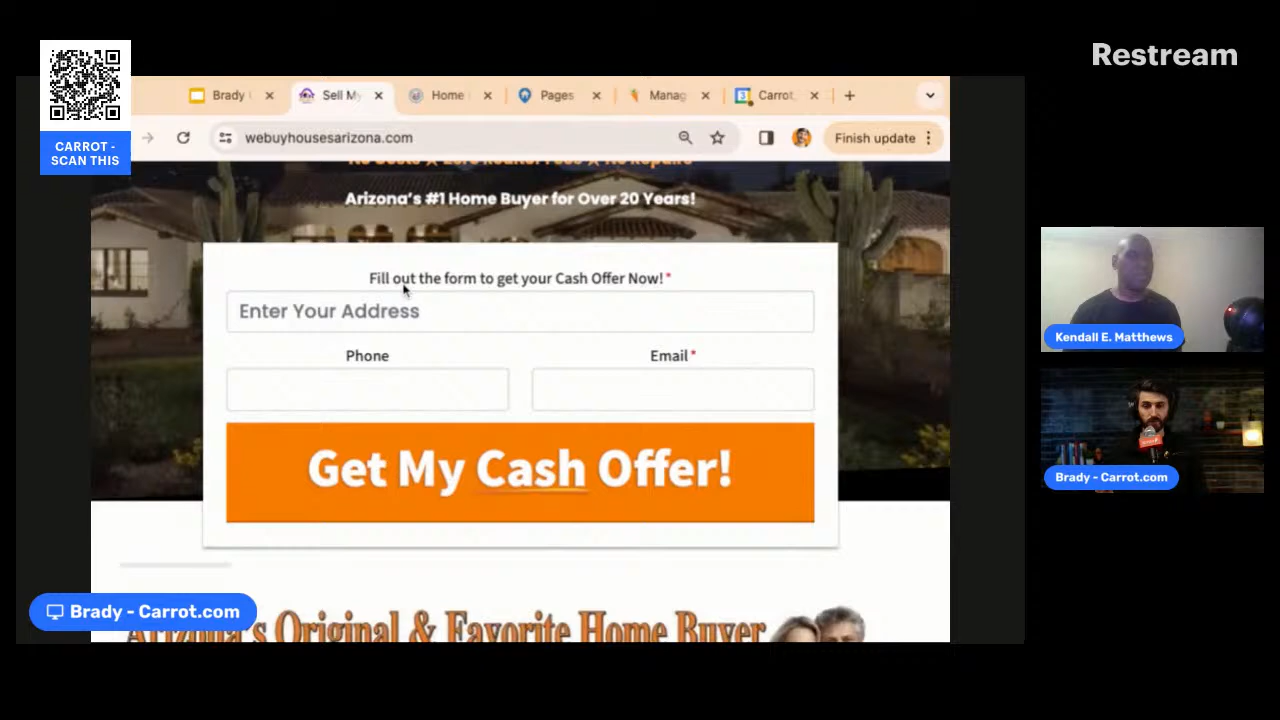 Restream
CARROT -
SCAN THIS
Brady
Sell My
Home
Pages
Manag
Carrot
webuyhousesarizona.com
Finish update
Arizona's #1 Home Buyer for Over 20 Years!
Fill out the form to get your Cash Offer Now! *
Enter Your Address
Phone
Email *
Get My Cash Offer!
Arizona's Original & Favorite Home Buyer
Kendall E. Matthews
Brady - Carrot.com
Brady - Carrot.com